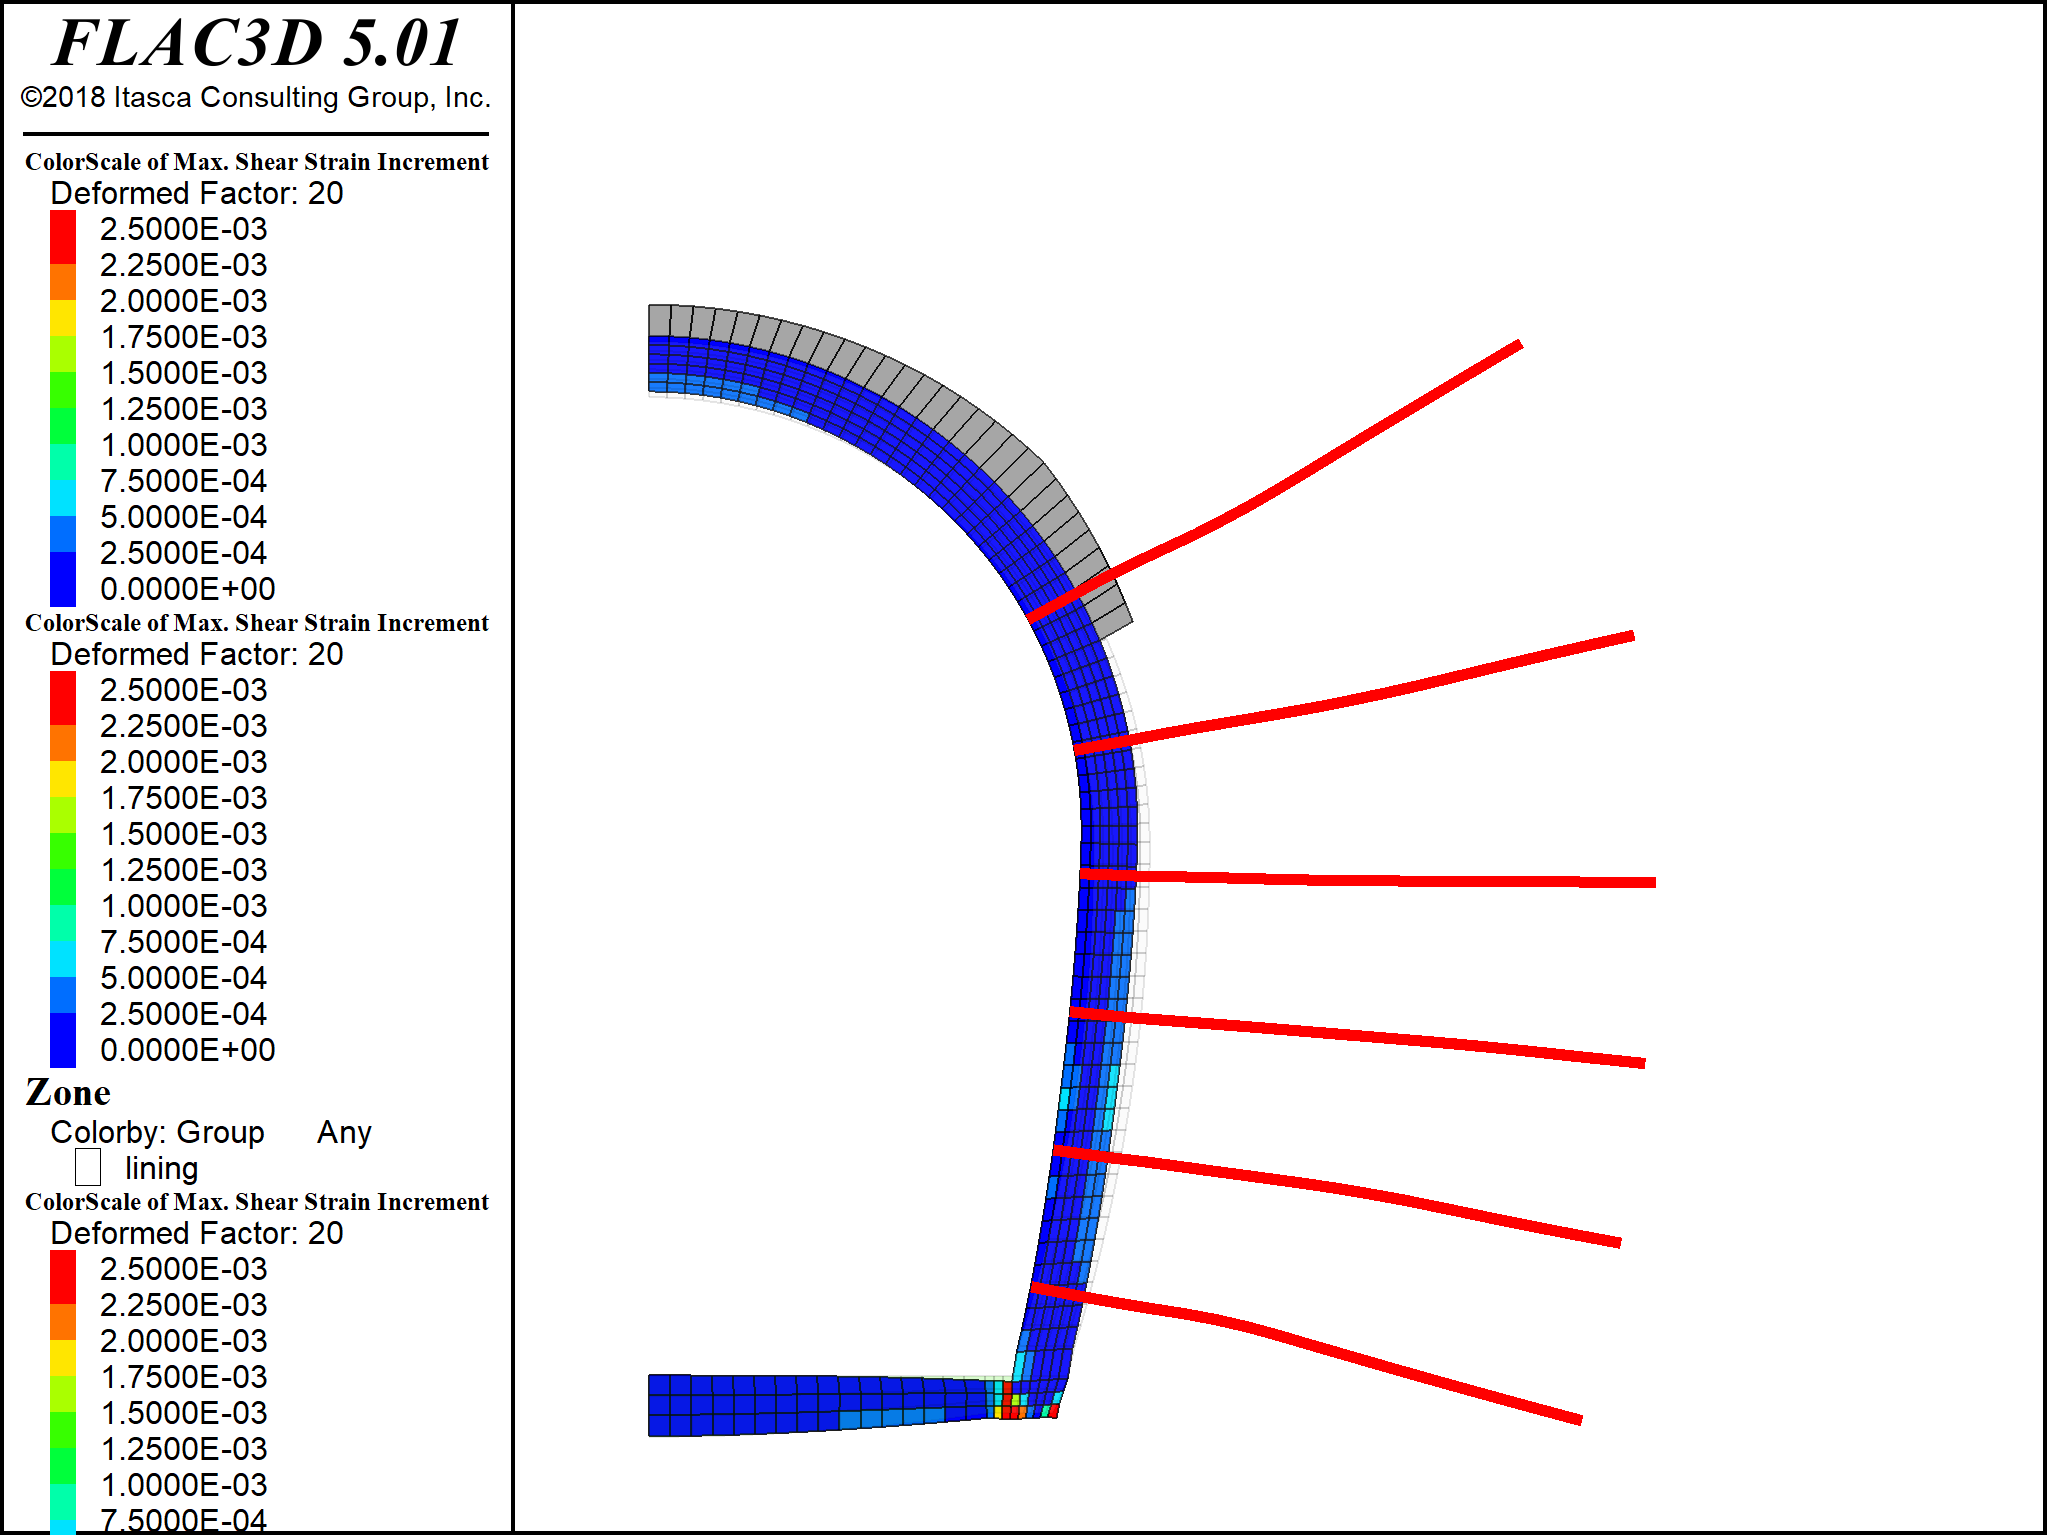 FLAC3D 5.01
©2018 Itasca Consulting Group, Inc.
ColorScale of Max. Shear Strain Increment
Deformed Factor: 20
2.5000E-03
2.2500E-03
2.0000E-03
1.7500E-03
1.5000E-03
1.2500E-03
1.0000E-03
7.5000E-04
5.0000E-04
2.5000E-04
0.0000E+00
ColorScale of Max. Shear Strain Increment
Deformed Factor: 20
2.5000E-03
2.2500E-03
2.0000E-03
1.7500E-03
1.5000E-03
1.2500E-03
1.0000E-03
7.5000E-04
5.0000E-04
2.5000E-04
0.0000E+00
Zone
Colorby: Group Any
lining
ColorScale of Max. Shear Strain Increment
Deformed Factor: 20
2.5000E-03
2.2500E-03
2.0000E-03
1.7500E-03
1.5000E-03
1.2500E-03
1.0000E-03
7.5000E-04